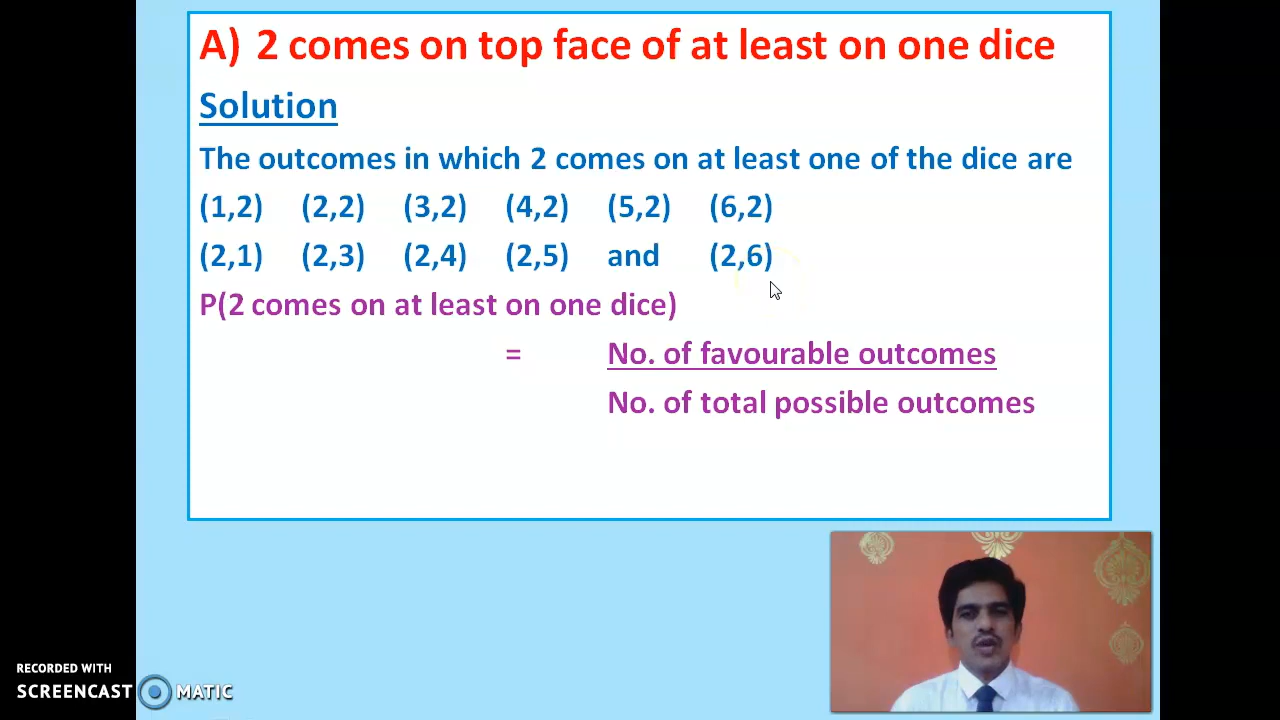 A) 2 comes on top face of at least on one dice
Solution
The outcomes in which 2 comes on at least one of the dice are
(1,2) (2,2) (3,2) (4,2) (5,2) (6,2)
(2,1) (2,3) (2,4) (2,5) and (2,6)
P(2 comes on at least on one dice)
= No. of favourable outcomes
No. of total possible outcomes
RECORDED WITH
SCREENCAST MATIC